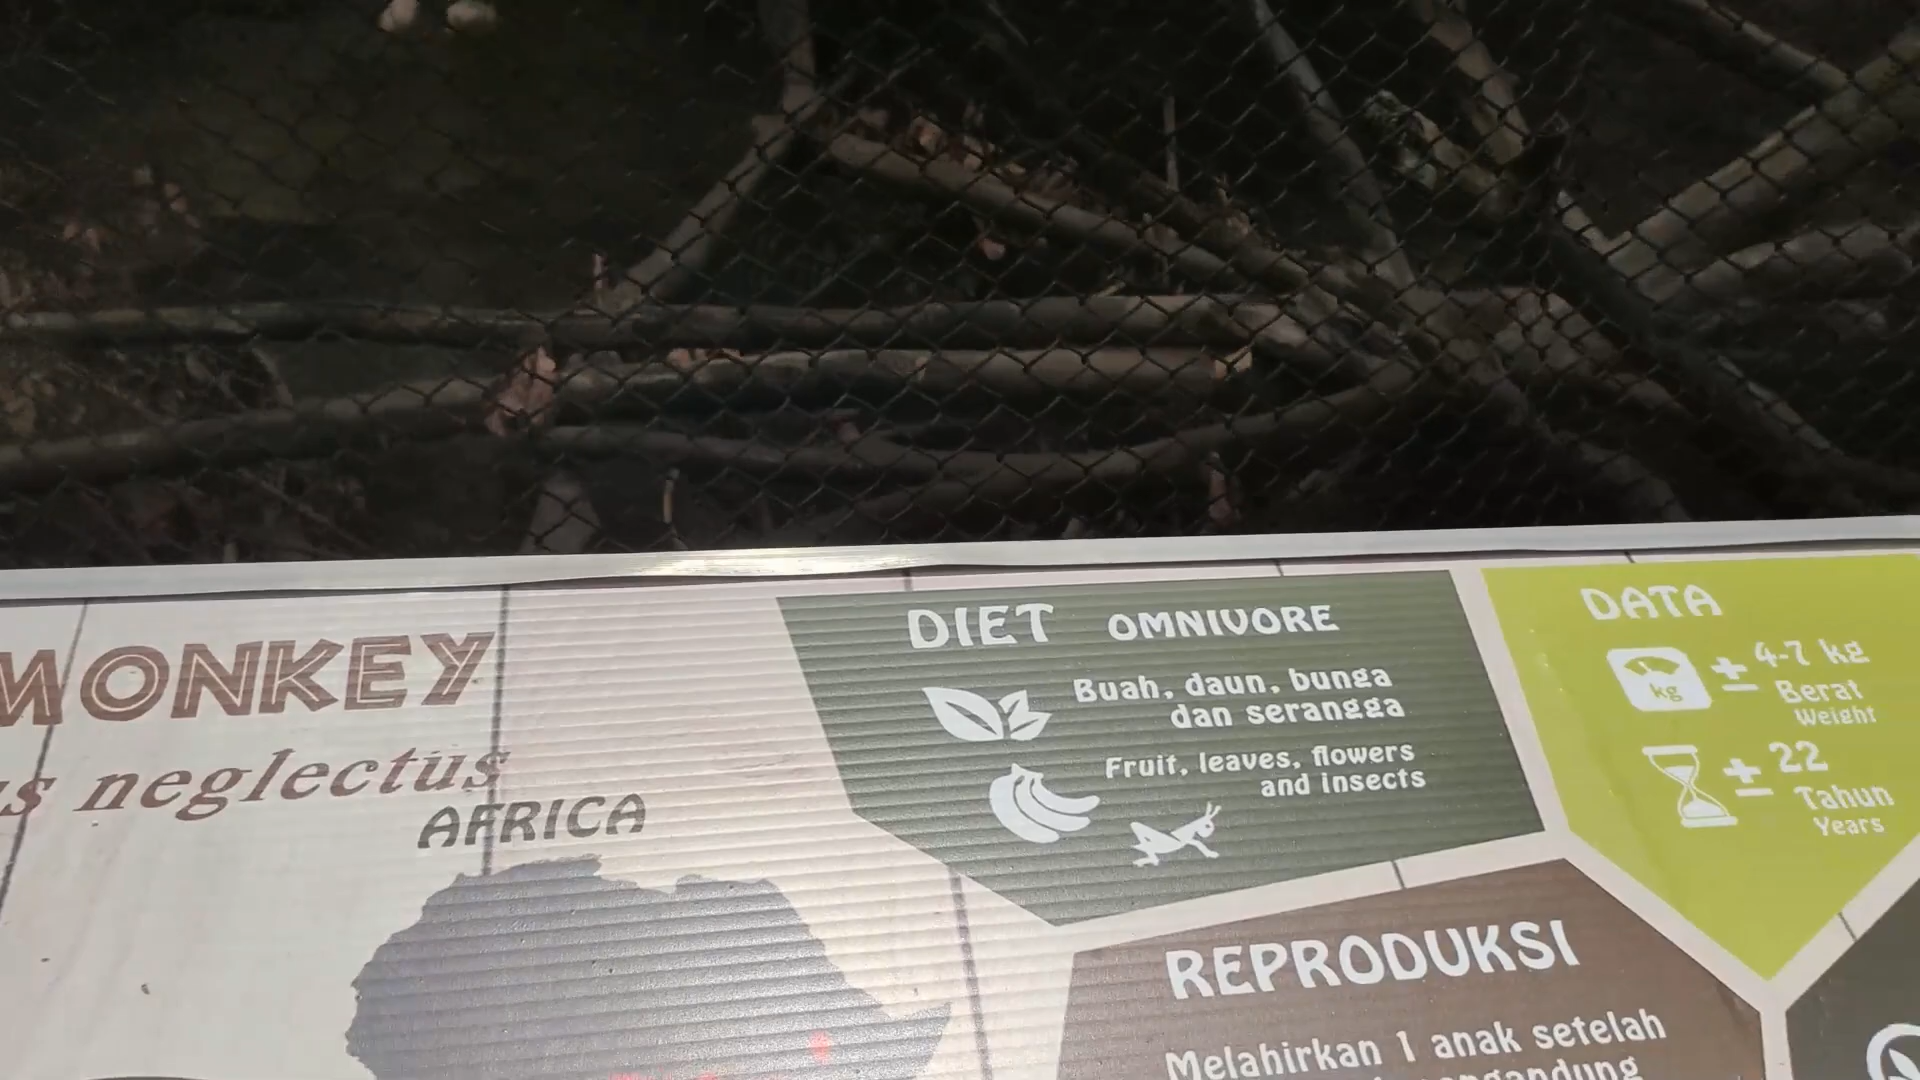 MONKEY
neglectus
AFRICA
DIET OMNIVORE
Buah, daun, bunga
dan serangga
Fruit, leaves, flowers
and insects
DATA
kg
± 4-7 kg
Berat
Weight
± 22
Tahun
Years
REPRODUKSI
Melahirkan 1 anak setelah